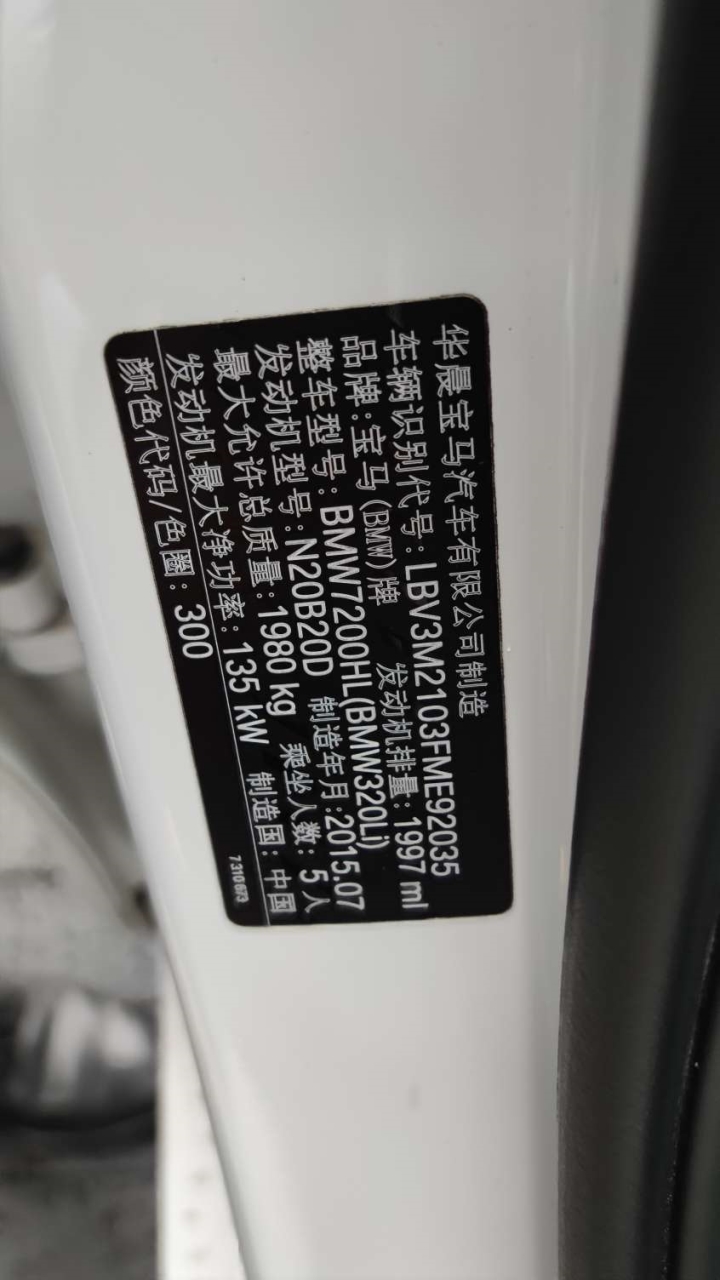 华晨宝马汽车有限公司制造
车辆识别代号: LBV3M2103FME92035
品牌:宝马(BMW)牌 发动机排量: 1997 ml
整车型号: BMW7200HL(BMW320Li)
发动机型号: N20B20D 制造年月:2015.07
最大允许总质量: 1980 kg 乘坐人数: 5人
发动机最大净功率: 135 kW 制造国: 中国
颜色代码/色圈: 300
7 310 673